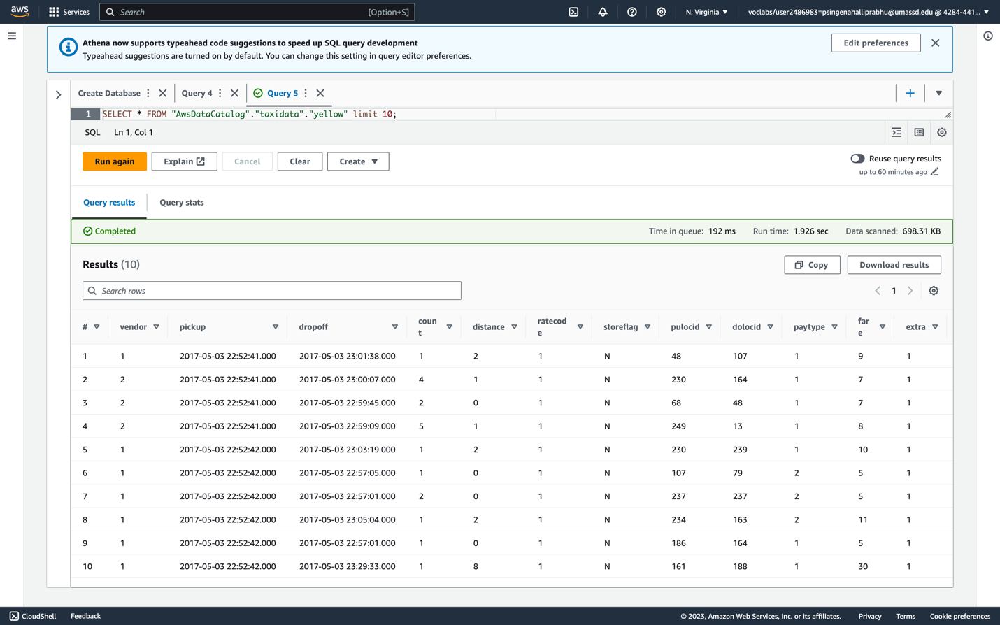 aws Services Search [Option+S] N. Virginia voclabs/user2486983=psingenahalliprabhu@umassd.edu @ 4284-441...
Athena now supports typeahead code suggestions to speed up SQL query development
Typeahead suggestions are turned on by default. You can change this setting in query editor preferences.
Edit preferences
Create Database Query 4 Query 5
1 SELECT * FROM "AwsDataCatalog"."taxidata"."yellow" limit 10;
SQL Ln 1, Col 1
Run again Explain Cancel Clear Create Reuse query results
up to 60 minutes ago
Query results Query stats
Completed Time in queue: 192 ms Run time: 1.926 sec Data scanned: 698.31 KB
Results (10) Copy Download results
Search rows 1
# vendor pickup dropoff count distance ratecode storeflag pulocid dolocid paytype fare extra
1 1 2017-05-03 22:52:41.000 2017-05-03 23:01:38.000 1 2 1 N 48 107 1 9 1
2 2 2017-05-03 22:52:41.000 2017-05-03 23:00:07.000 4 1 1 N 230 164 1 7 1
3 2 2017-05-03 22:52:41.000 2017-05-03 22:59:45.000 2 0 1 N 68 48 1 7 1
4 2 2017-05-03 22:52:41.000 2017-05-03 22:59:09.000 5 1 1 N 249 13 1 8 1
5 1 2017-05-03 22:52:42.000 2017-05-03 23:03:19.000 1 2 1 N 230 239 1 10 1
6 1 2017-05-03 22:52:42.000 2017-05-03 22:57:05.000 1 0 1 N 107 79 2 5 1
7 1 2017-05-03 22:52:42.000 2017-05-03 22:57:01.000 2 0 1 N 237 237 2 5 1
8 1 2017-05-03 22:52:42.000 2017-05-03 23:05:04.000 1 2 1 N 234 163 2 11 1
9 1 2017-05-03 22:52:42.000 2017-05-03 22:57:01.000 1 0 1 N 186 164 1 5 1
10 1 2017-05-03 22:52:42.000 2017-05-03 23:29:33.000 1 8 1 N 161 188 1 30 1
CloudShell Feedback © 2023, Amazon Web Services, Inc. or its affiliates. Privacy Terms Cookie preferences